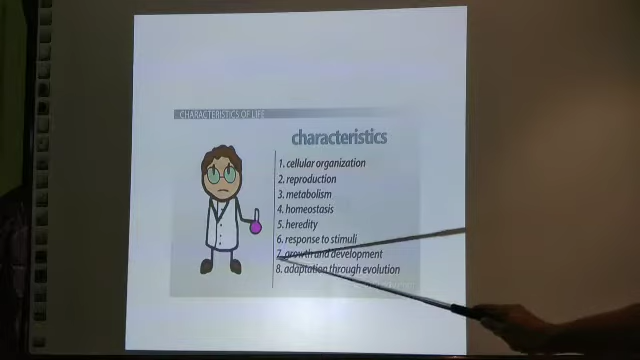 CHARACTERISTICS OF LIFE
characteristics
1. cellular organization
2. reproduction
3. metabolism
4. homeostasis
5. heredity
6. response to stimuli
7. growth and development
8. adaptation through evolution